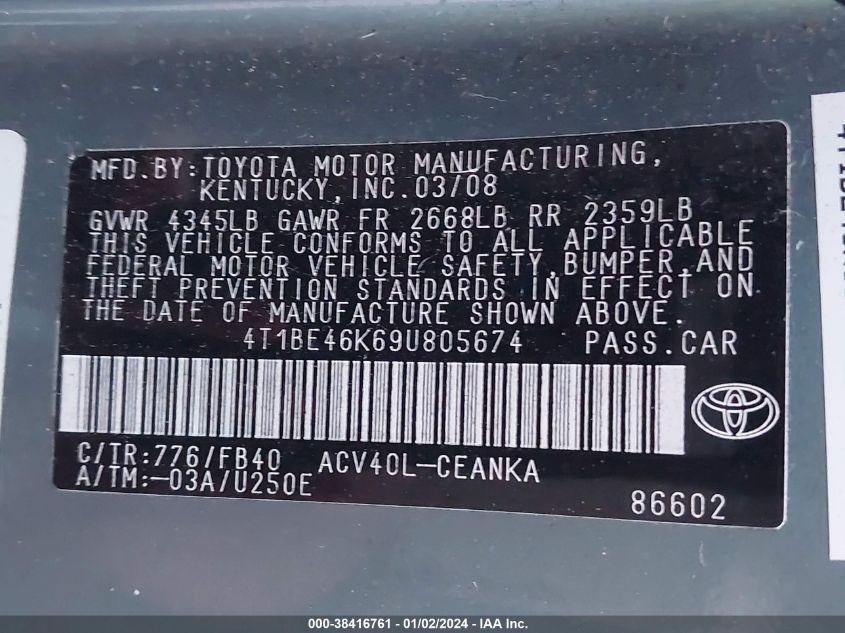 MFD.BY:TOYOTA MOTOR MANUFACTURING,
KENTUCKY,INC.03/08
GVWR 4345LB GAWR FR 2668LB RR 2359LB
THIS VEHICLE CONFORMS TO ALL APPLICABLE
FEDERAL MOTOR VEHICLE SAFETY,BUMPER,AND
THEFT PREVENTION STANDARDS IN EFFECT ON
THE DATE OF MANUFACTURE SHOWN ABOVE.
4T1BE46K69U805674 PASS.CAR
C/TR:776/FB40 ACV40L-CEANKA
A/TM:-03A/U250E
86602
000-38416761 - 01/02/2024 - IAA Inc.